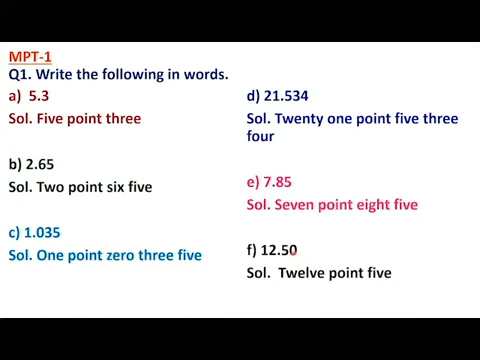 MPT-1
Q1. Write the following in words.
a) 5.3
Sol. Five point three
b) 2.65
Sol. Two point six five
c) 1.035
Sol. One point zero three five
d) 21.534
Sol. Twenty one point five three
four
e) 7.85
Sol. Seven point eight five
f) 12.50
Sol. Twelve point five